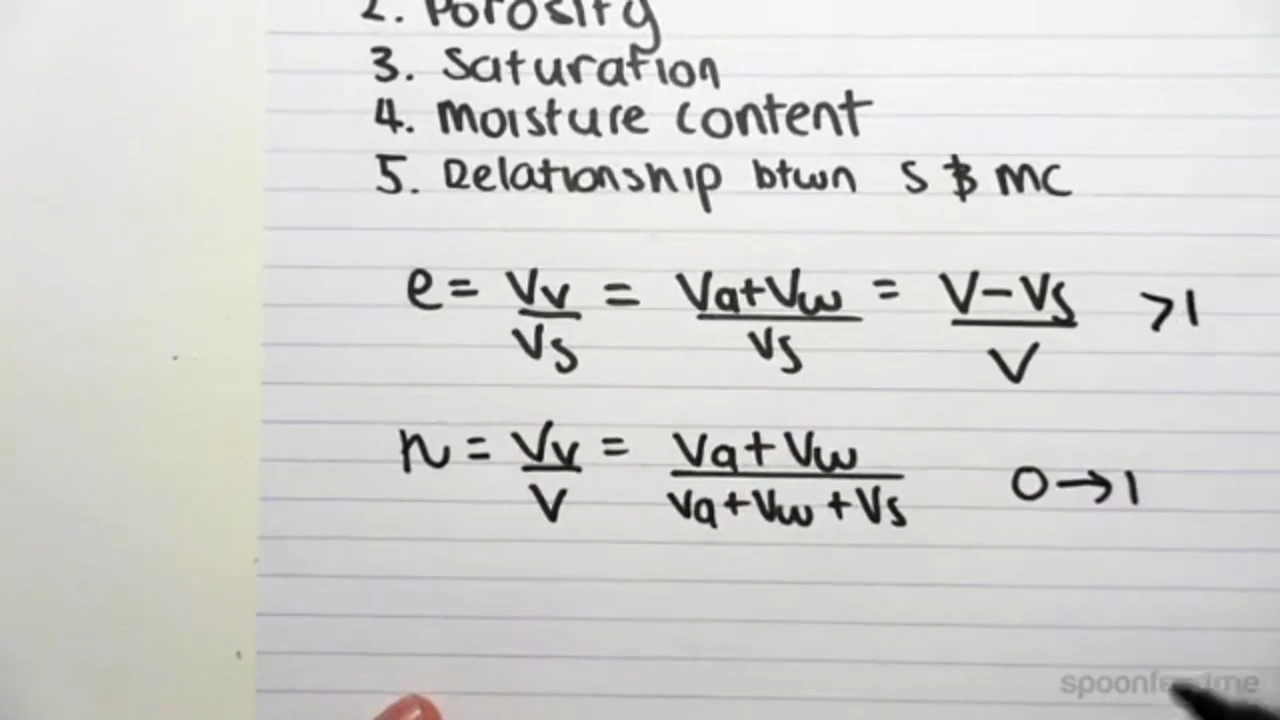 2. Porosity
3. Saturation
4. Moisture content
5. Relationship btwn S & MC
e = Vv/Vs = Va+Vw/Vs = V-Vs/V >1
n = Vv/V = Va+Vw/Va+Vw+Vs 0→1